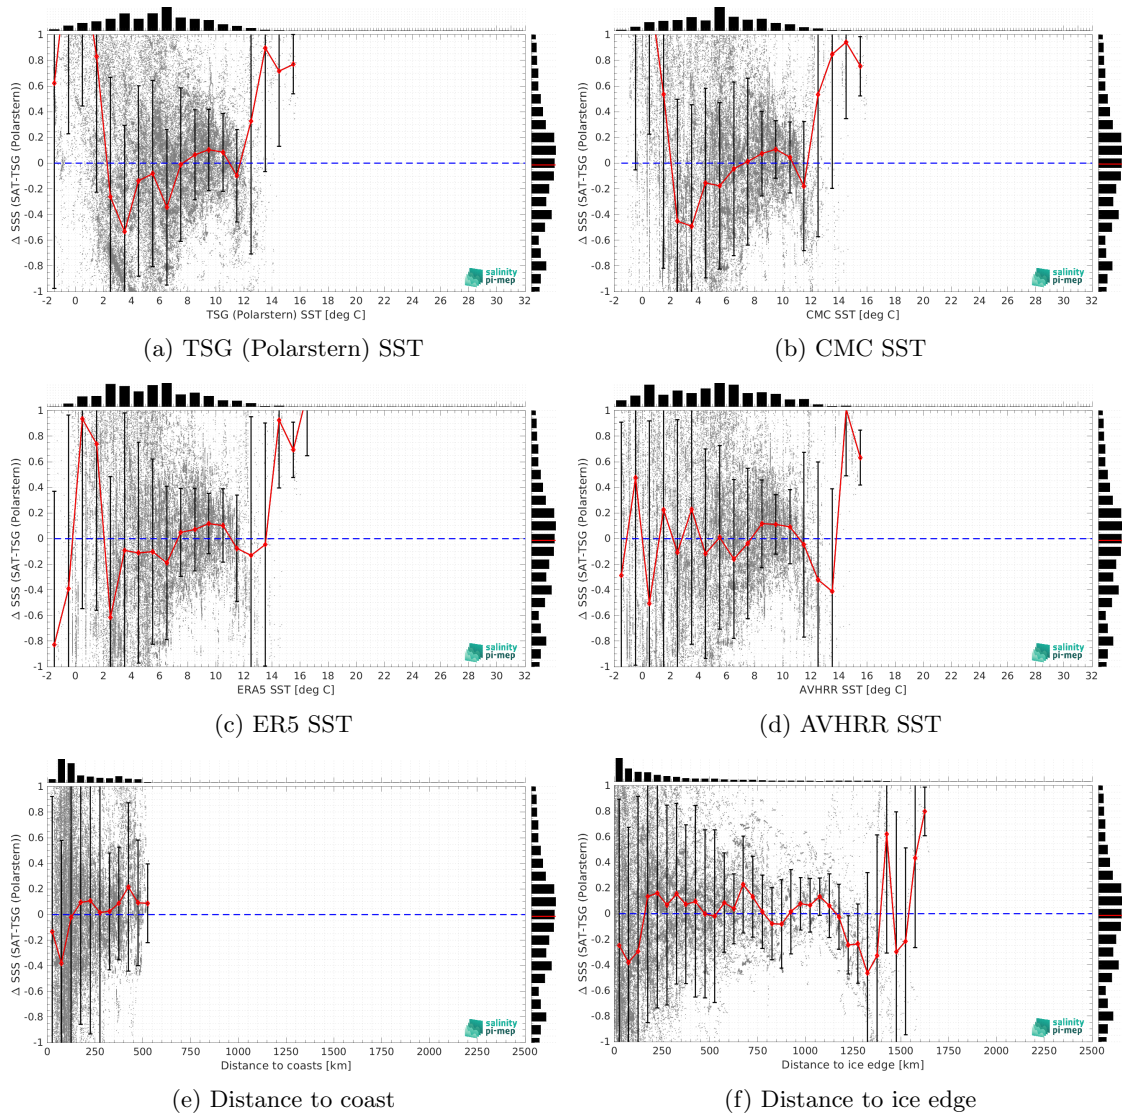 1
0.8
0.6
0.4
0.2
0
-0.2
-0.4
-0.6
-0.8
-1
Δ SSS (SAT-TSG (Polarstern))
salinity
pi-mep
-2 0 2 4 6 8 10 12 14 16 18 20 22 24 26 28 30 32
TSG (Polarstern) SST [deg C]
(a) TSG (Polarstern) SST
1
0.8
0.6
0.4
0.2
0
-0.2
-0.4
-0.6
-0.8
-1
Δ SSS (SAT-TSG (Polarstern))
salinity
pi-mep
-2 0 2 4 6 8 10 12 14 16 18 20 22 24 26 28 30 32
CMC SST [deg C]
(b) CMC SST
1
0.8
0.6
0.4
0.2
0
-0.2
-0.4
-0.6
-0.8
-1
Δ SSS (SAT-TSG (Polarstern))
salinity
pi-mep
-2 0 2 4 6 8 10 12 14 16 18 20 22 24 26 28 30 32
ERA5 SST [deg C]
(c) ER5 SST
1
0.8
0.6
0.4
0.2
0
-0.2
-0.4
-0.6
-0.8
-1
Δ SSS (SAT-TSG (Polarstern))
salinity
pi-mep
-2 0 2 4 6 8 10 12 14 16 18 20 22 24 26 28 30 32
AVHRR SST [deg C]
(d) AVHRR SST
1
0.8
0.6
0.4
0.2
0
-0.2
-0.4
-0.6
-0.8
-1
Δ SSS (SAT-TSG (Polarstern))
salinity
pi-mep
0 250 500 750 1000 1250 1500 1750 2000 2250 2500
Distance to coasts [km]
(e) Distance to coast
1
0.8
0.6
0.4
0.2
0
-0.2
-0.4
-0.6
-0.8
-1
Δ SSS (SAT-TSG (Polarstern))
salinity
pi-mep
0 250 500 750 1000 1250 1500 1750 2000 2250 2500
Distance to ice edge [km]
(f) Distance to ice edge